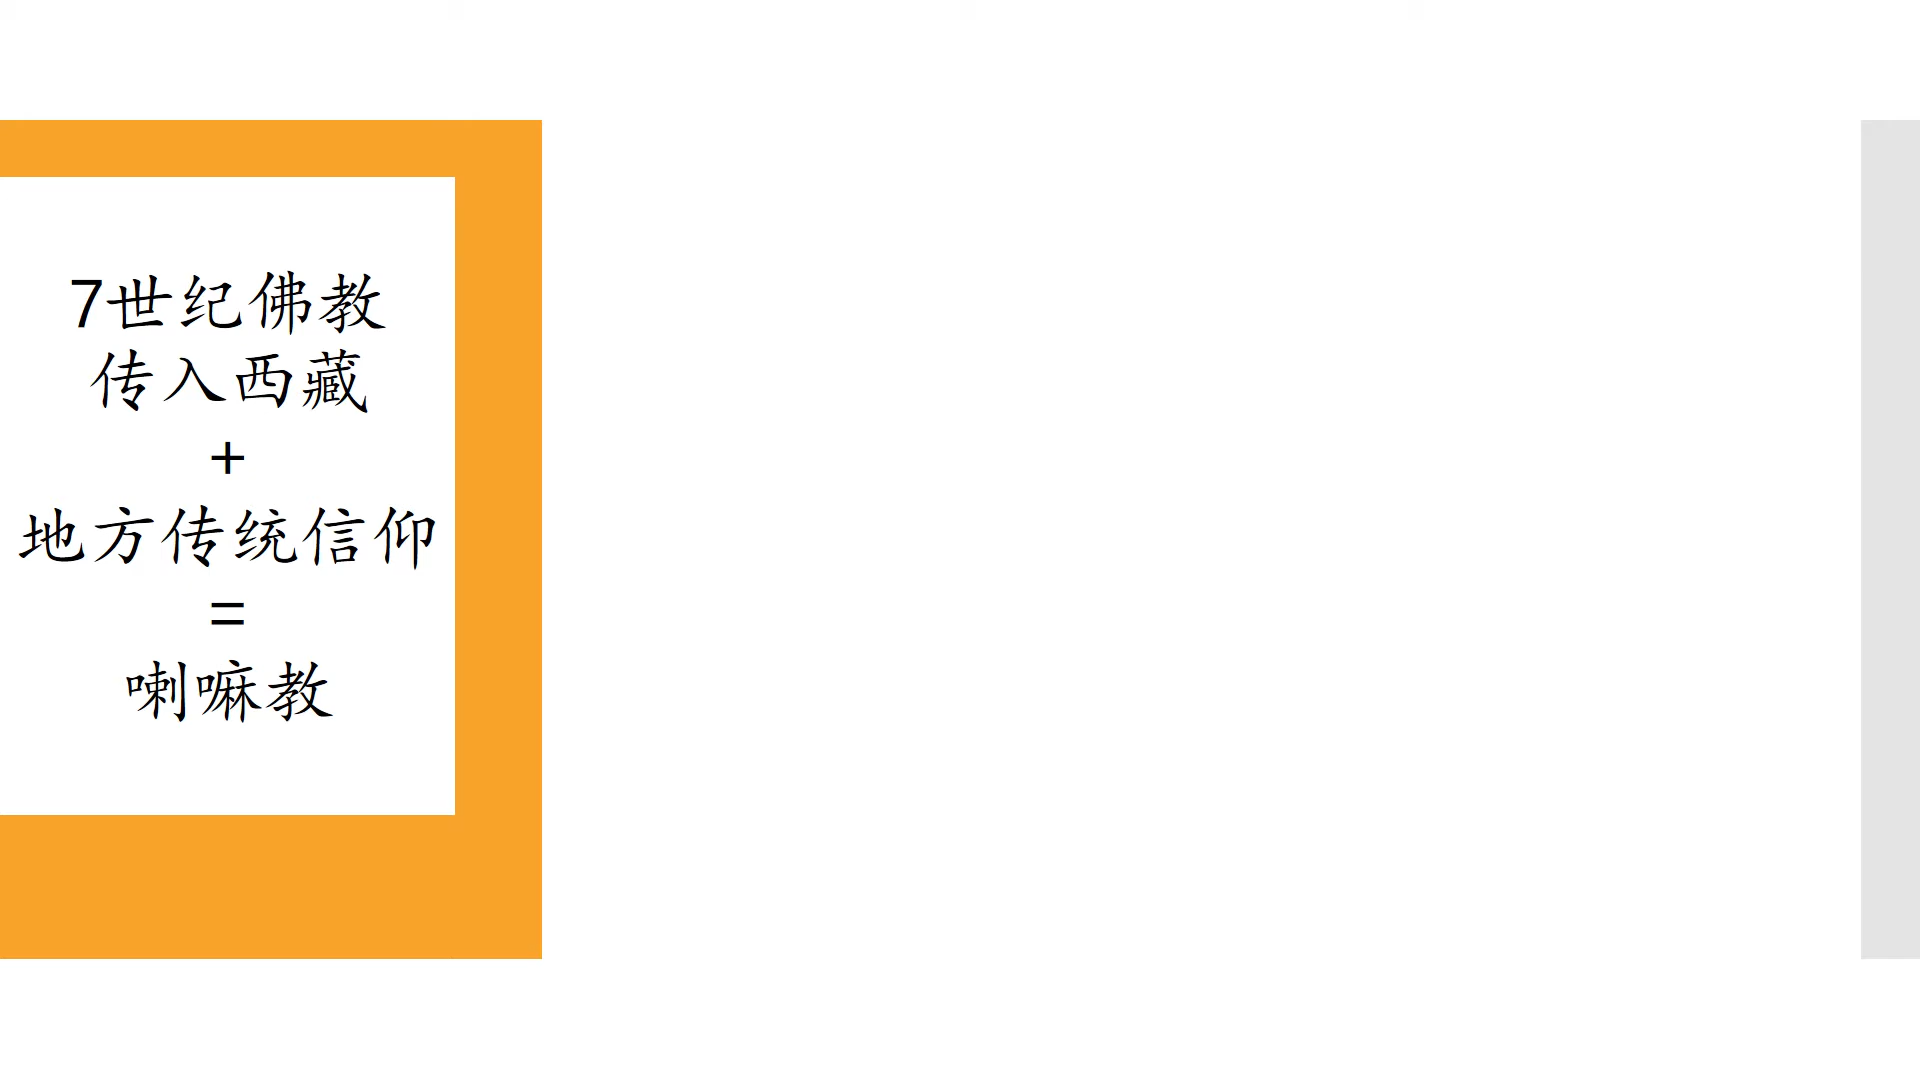 7世纪佛教
传入西藏
+
地方传统信仰
=
喇嘛教